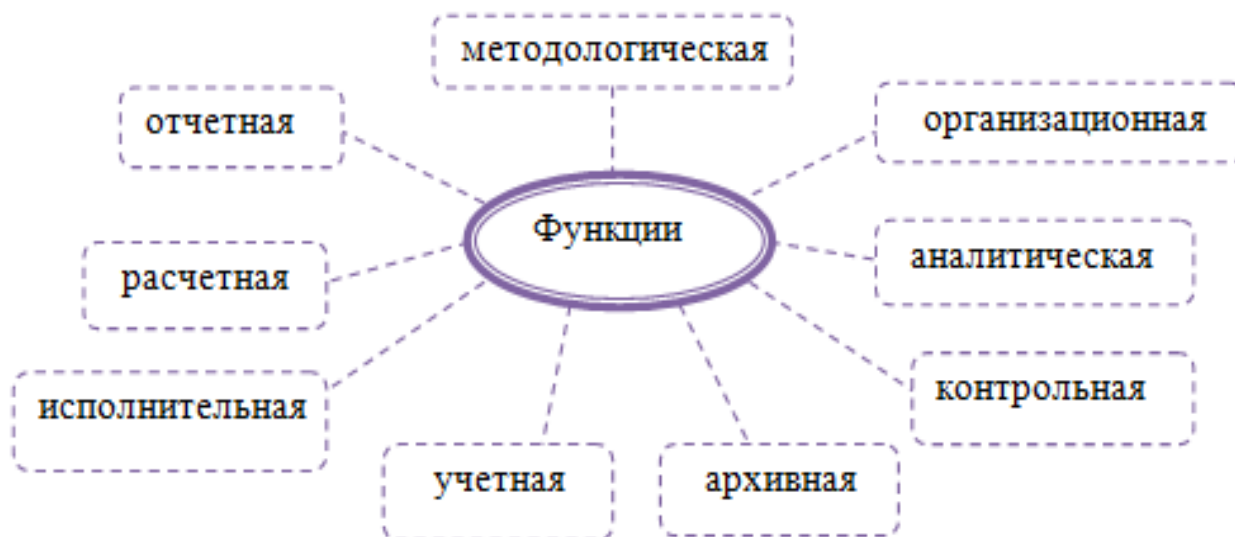 методологическая
отчетная
организационная
Функции
аналитическая
расчетная
контрольная
исполнительная
учетная
архивная